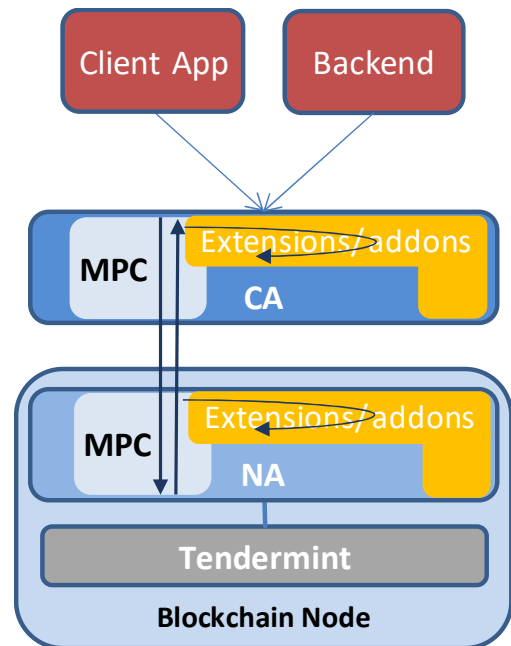 Client App
Backend
Extensions/addons
MPC
CA
Extensions/addons
MPC
NA
Tendermint
Blockchain Node